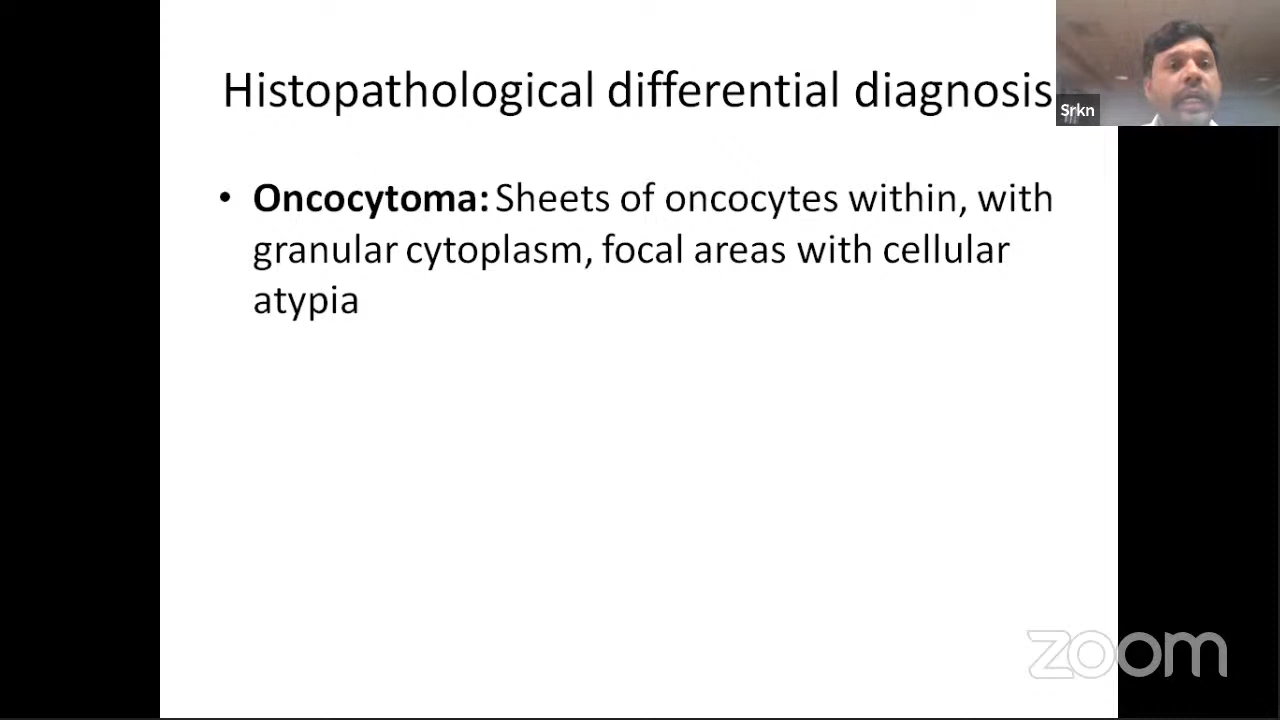 Histopathological differential diagnosis
Srkn
• Oncocytoma: Sheets of oncocytes within, with
granular cytoplasm, focal areas with cellular
atypia
zoom